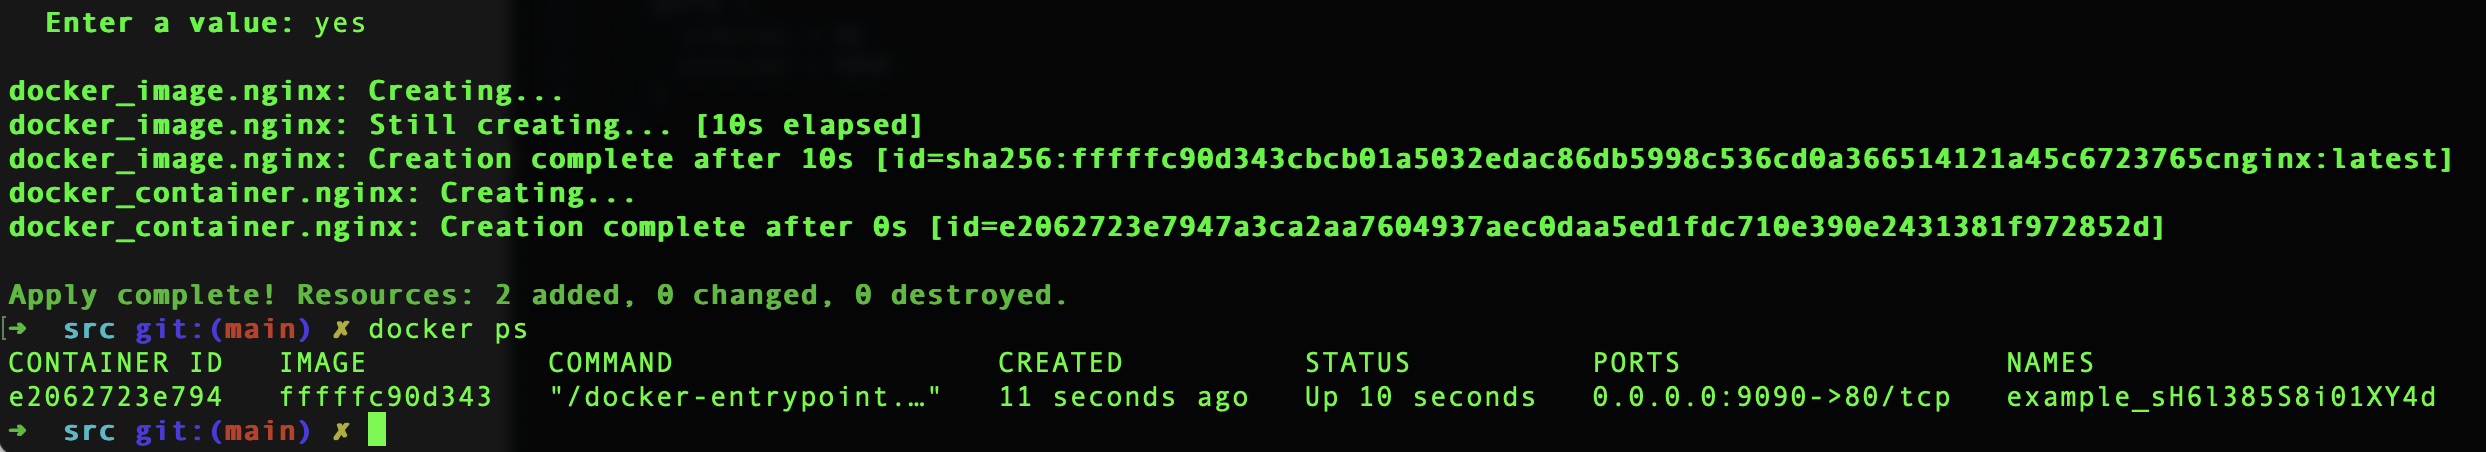 Enter a value: yes
docker_image.nginx: Creating...
docker_image.nginx: Still creating... [10s elapsed]
docker_image.nginx: Creation complete after 10s [id=sha256:fffffc90d343cbcb01a5032edac86db5998c536cd0a366514121a45c6723765cnginx:latest]
docker_container.nginx: Creating...
docker_container.nginx: Creation complete after 0s [id=e2062723e7947a3ca2aa7604937aec0daa5ed1fdc710e390e2431381f972852d]
Apply complete! Resources: 2 added, 0 changed, 0 destroyed.
[➜  src git:(main) ✗ docker ps
CONTAINER ID   IMAGE          COMMAND                  CREATED          STATUS          PORTS                  NAMES
e2062723e794   fffffc90d343   "/docker-entrypoint.…"   11 seconds ago   Up 10 seconds   0.0.0.0:9090->80/tcp   example_sH6l385S8i01XY4d
➜  src git:(main) ✗